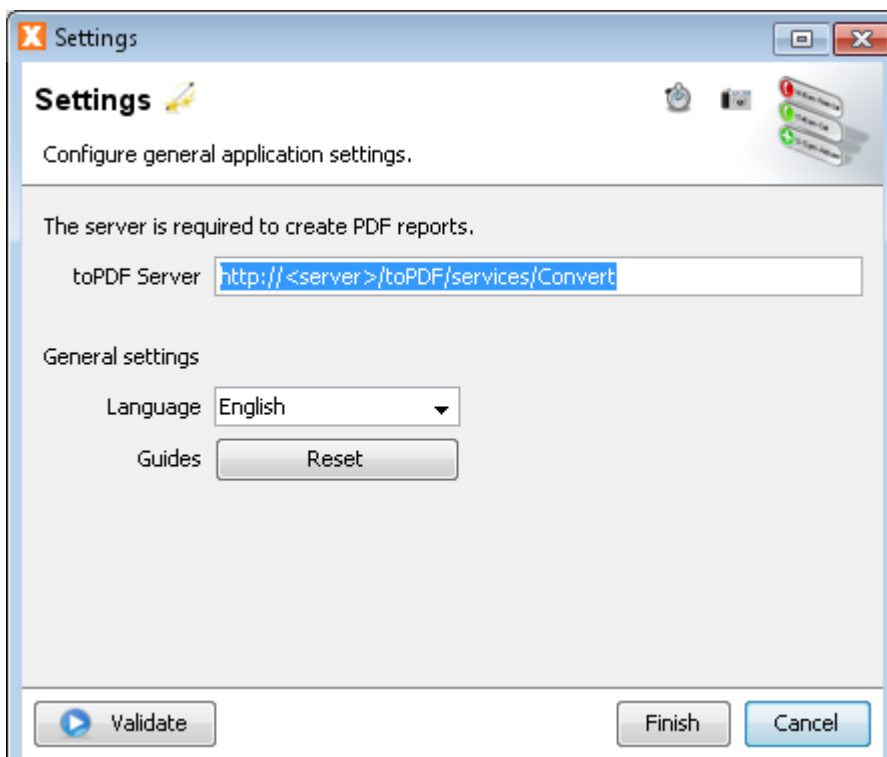 Settings
Settings
Configure general application settings.
The server is required to create PDF reports.
toPDF Server http://<server>/toPDF/services/Convert
General settings
Language English
Guides Reset
Validate Finish Cancel